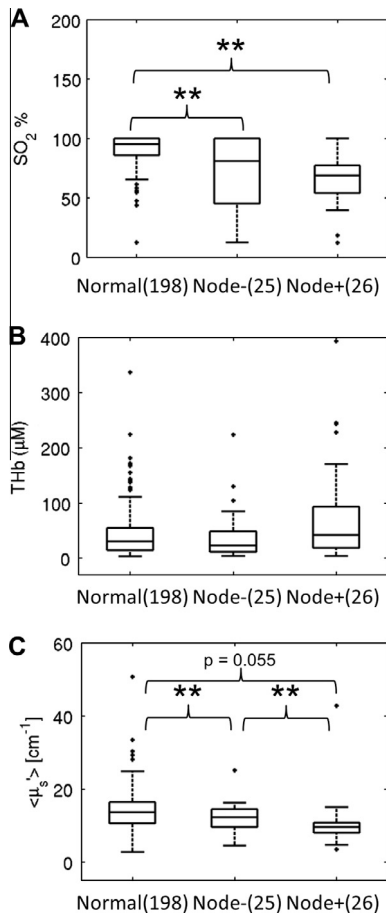 A
200
150
100
50
0
SO2 %
**
**
Normal(198) Node-(25) Node+(26)
B
400
300
200
100
0
THb (μM)
Normal(198) Node-(25) Node+(26)
C
60
40
20
0
<μs'> [cm-1]
p = 0.055
** **
Normal(198) Node-(25) Node+(26)